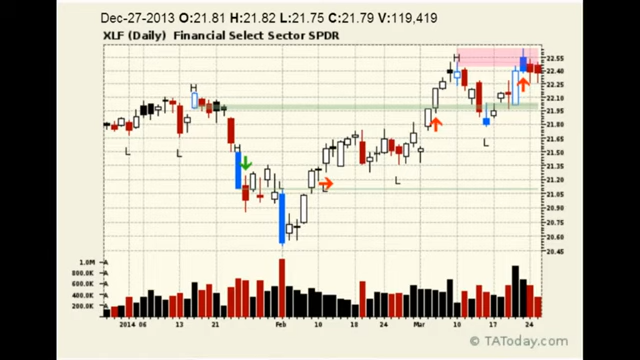 Dec-27-2013 O:21.81 H:21.82 L:21.75 C:21.79 V:119,419
XLF (Daily) Financial Select Sector SPDR
H
H
H
L
L
L
L
L
22.55
22.40
22.25
22.10
21.95
21.80
21.65
21.50
21.35
21.20
21.05
20.90
20.75
20.60
20.45
1.0M
800.0K
600.0K
400.0K
200.0K
2014 06 13 21 Feb 10 18 24 Mar 10 17 24
© TAToday.com